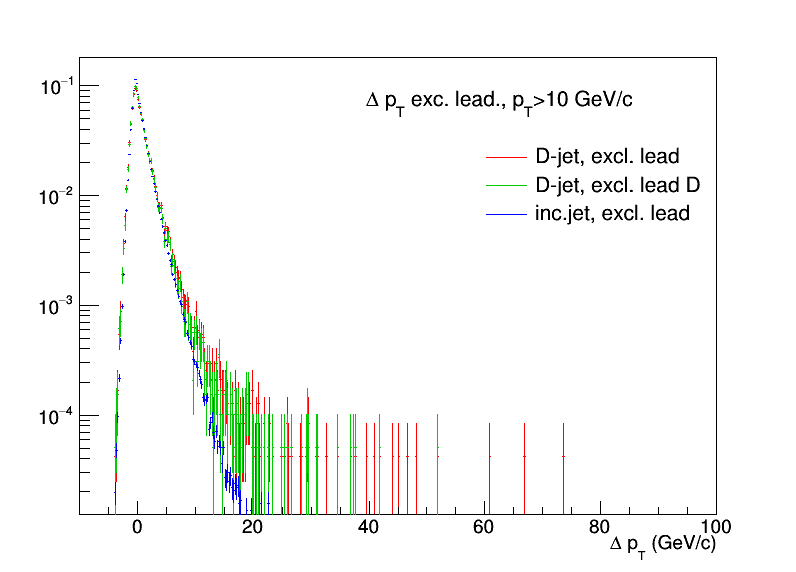 Δ p_T exc. lead., p_T>10 GeV/c
D-jet, excl. lead
D-jet, excl. lead D
inc.jet, excl. lead
10⁻¹
10⁻²
10⁻³
10⁻⁴
0 20 40 60 80 100
Δ p_T (GeV/c)